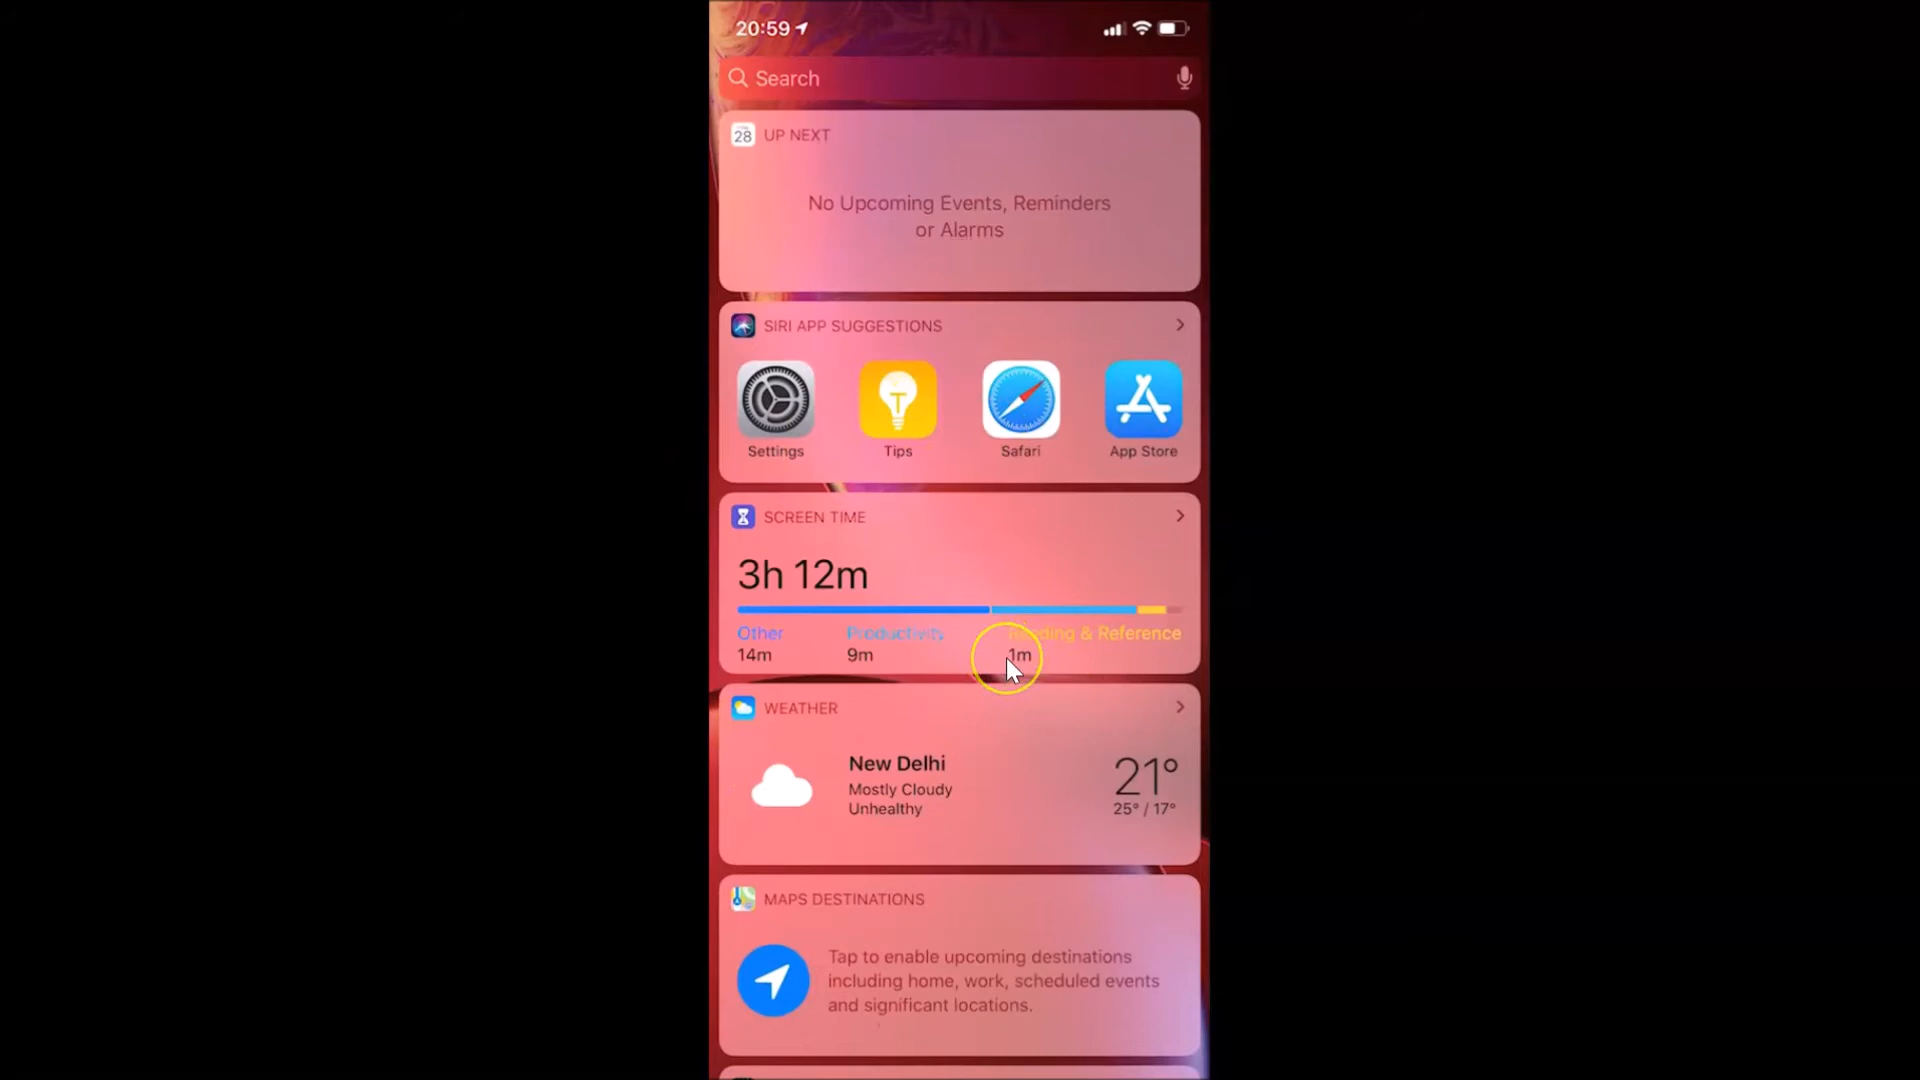 20:59
Search
28 UP NEXT
No Upcoming Events, Reminders
or Alarms
SIRI APP SUGGESTIONS
Settings Tips Safari App Store
SCREEN TIME
3h 12m
Other Productivity Reading & Reference
14m 9m 1m
WEATHER
New Delhi
Mostly Cloudy
Unhealthy
21°
25° / 17°
MAPS DESTINATIONS
Tap to enable upcoming destinations
including home, work, scheduled events
and significant locations.